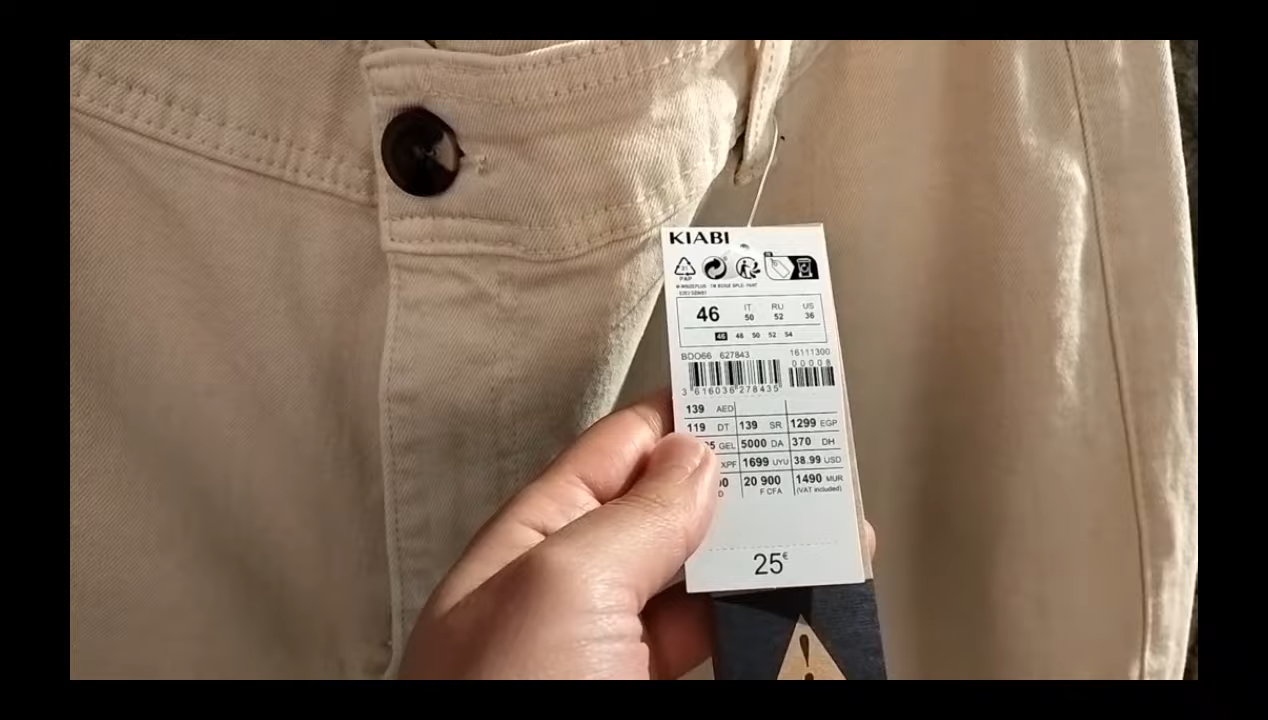 KIABI
PAP
46 IT 50 RU 52 US 36
46 48 50 52 54
BDO66 627843 16111300
00008
3 616036 278435
139 AED
119 DT 139 SR 1299 EGP
GEL 5000 DA 370 DH
XPF 1699 UYU 38.99 USD
20 900 F CFA 1490 MUR
(VAT included)
25€
!